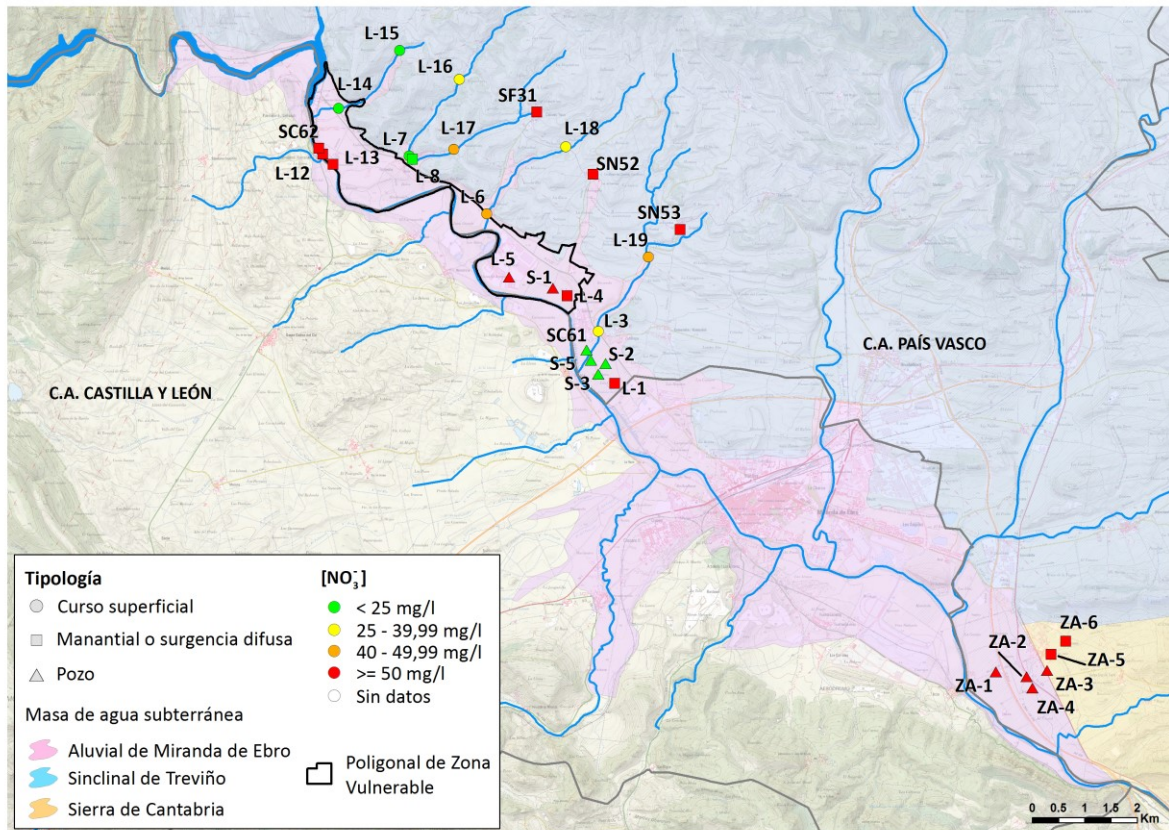 L-15
L-14
L-16
SF31
L-18
SC62
L-7
L-17
L-13
L-8
L-12
SN52
L-6
SN53
L-19
L-5
S-1
L-4
L-3
SC61
S-2
S-5
S-3
L-1
C.A. PAÍS VASCO
C.A. CASTILLA Y LEÓN
ZA-6
ZA-2
ZA-5
ZA-1
ZA-3
ZA-4
Tipología
Curso superficial
Manantial o surgencia difusa
Pozo
[NO₃⁻]
< 25 mg/l
25 - 39,99 mg/l
40 - 49,99 mg/l
>= 50 mg/l
Sin datos
Masa de agua subterránea
Aluvial de Miranda de Ebro
Sinclinal de Treviño
Sierra de Cantabria
Poligonal de Zona
Vulnerable
0 0.5 1 1.5 2
Km